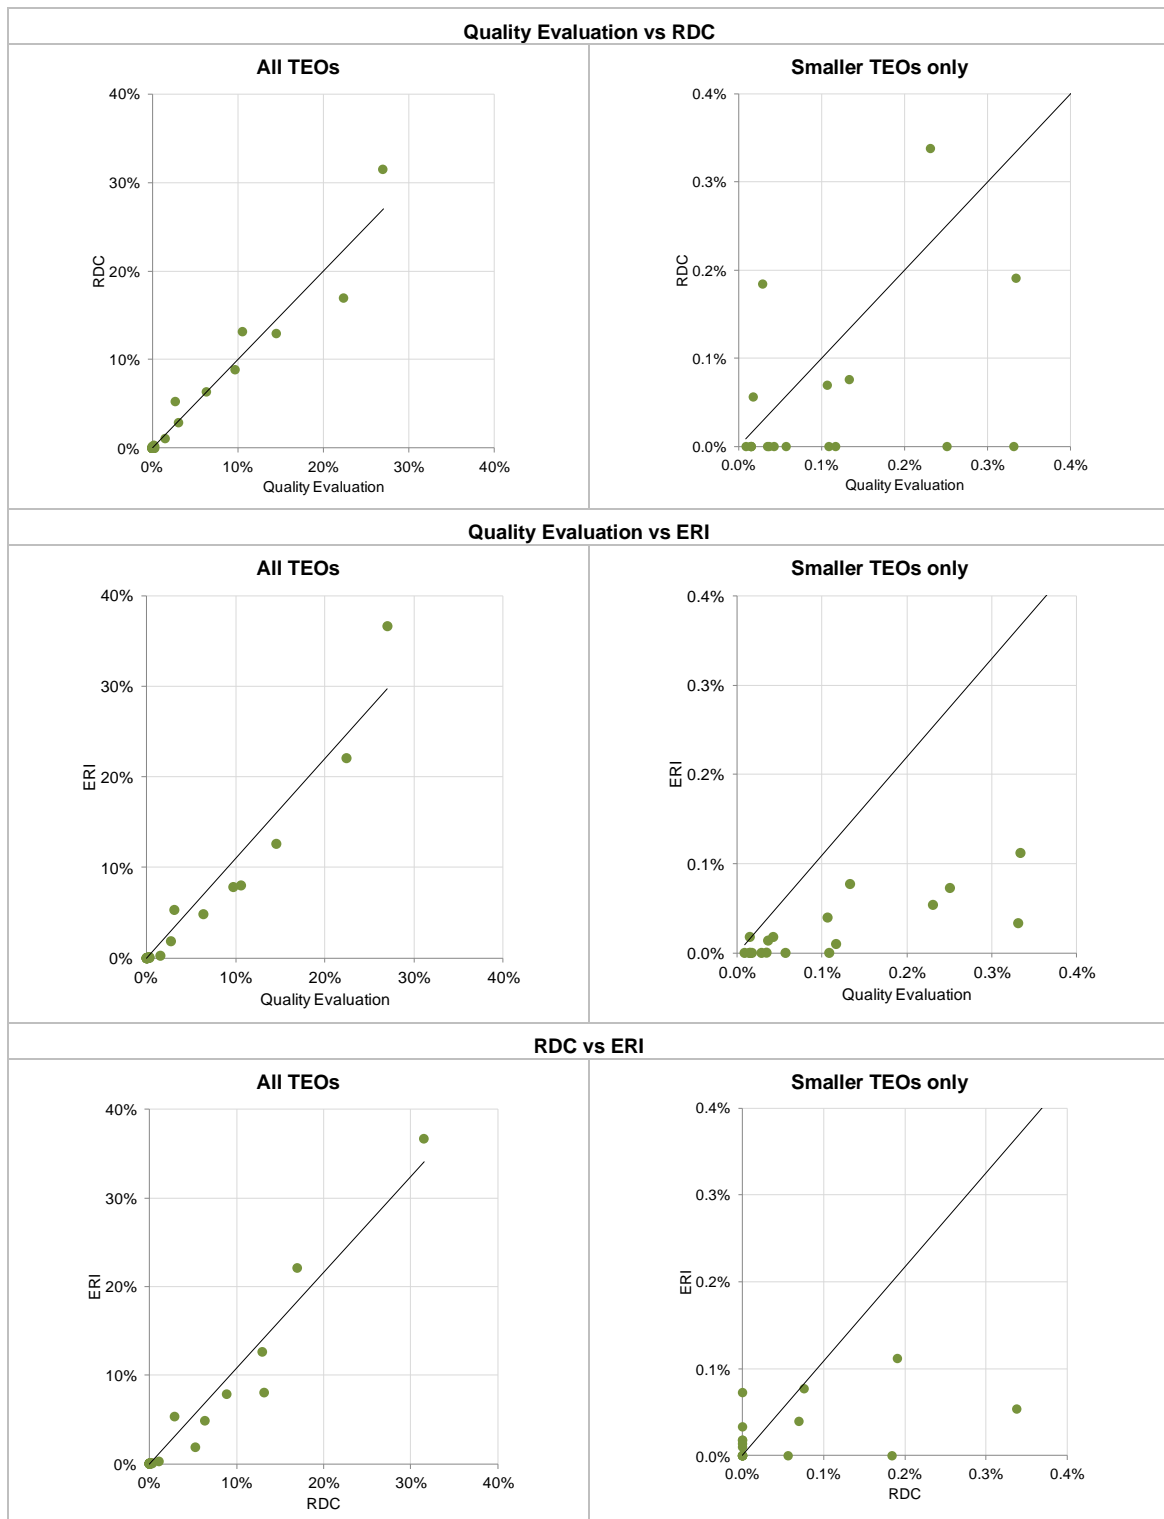 Quality Evaluation vs RDC
All TEOs
40%
30%
20%
10%
0%
0%
10%
20%
30%
40%
RDC
Quality Evaluation
Smaller TEOs only
0.4%
0.3%
0.2%
0.1%
0.0%
0.0%
0.1%
0.2%
0.3%
0.4%
RDC
Quality Evaluation
Quality Evaluation vs ERI
All TEOs
40%
30%
20%
10%
0%
0%
10%
20%
30%
40%
ERI
Quality Evaluation
Smaller TEOs only
0.4%
0.3%
0.2%
0.1%
0.0%
0.0%
0.1%
0.2%
0.3%
0.4%
ERI
Quality Evaluation
RDC vs ERI
All TEOs
40%
30%
20%
10%
0%
0%
10%
20%
30%
40%
ERI
RDC
Smaller TEOs only
0.4%
0.3%
0.2%
0.1%
0.0%
0.0%
0.1%
0.2%
0.3%
0.4%
ERI
RDC